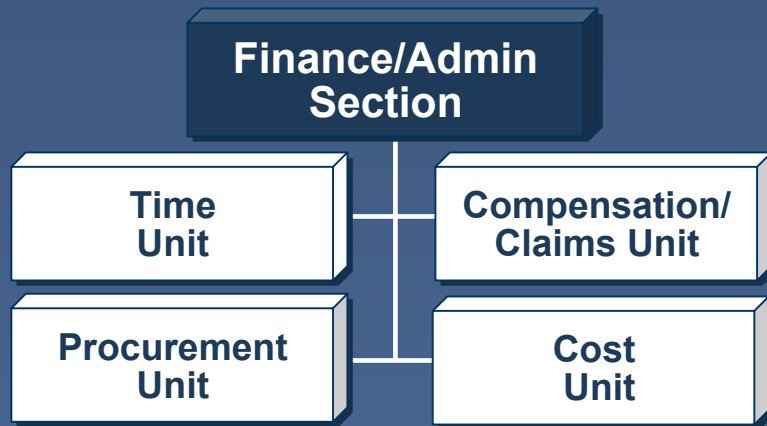 Finance/Admin
Section
Time
Unit
Compensation/
Claims Unit
Procurement
Unit
Cost
Unit